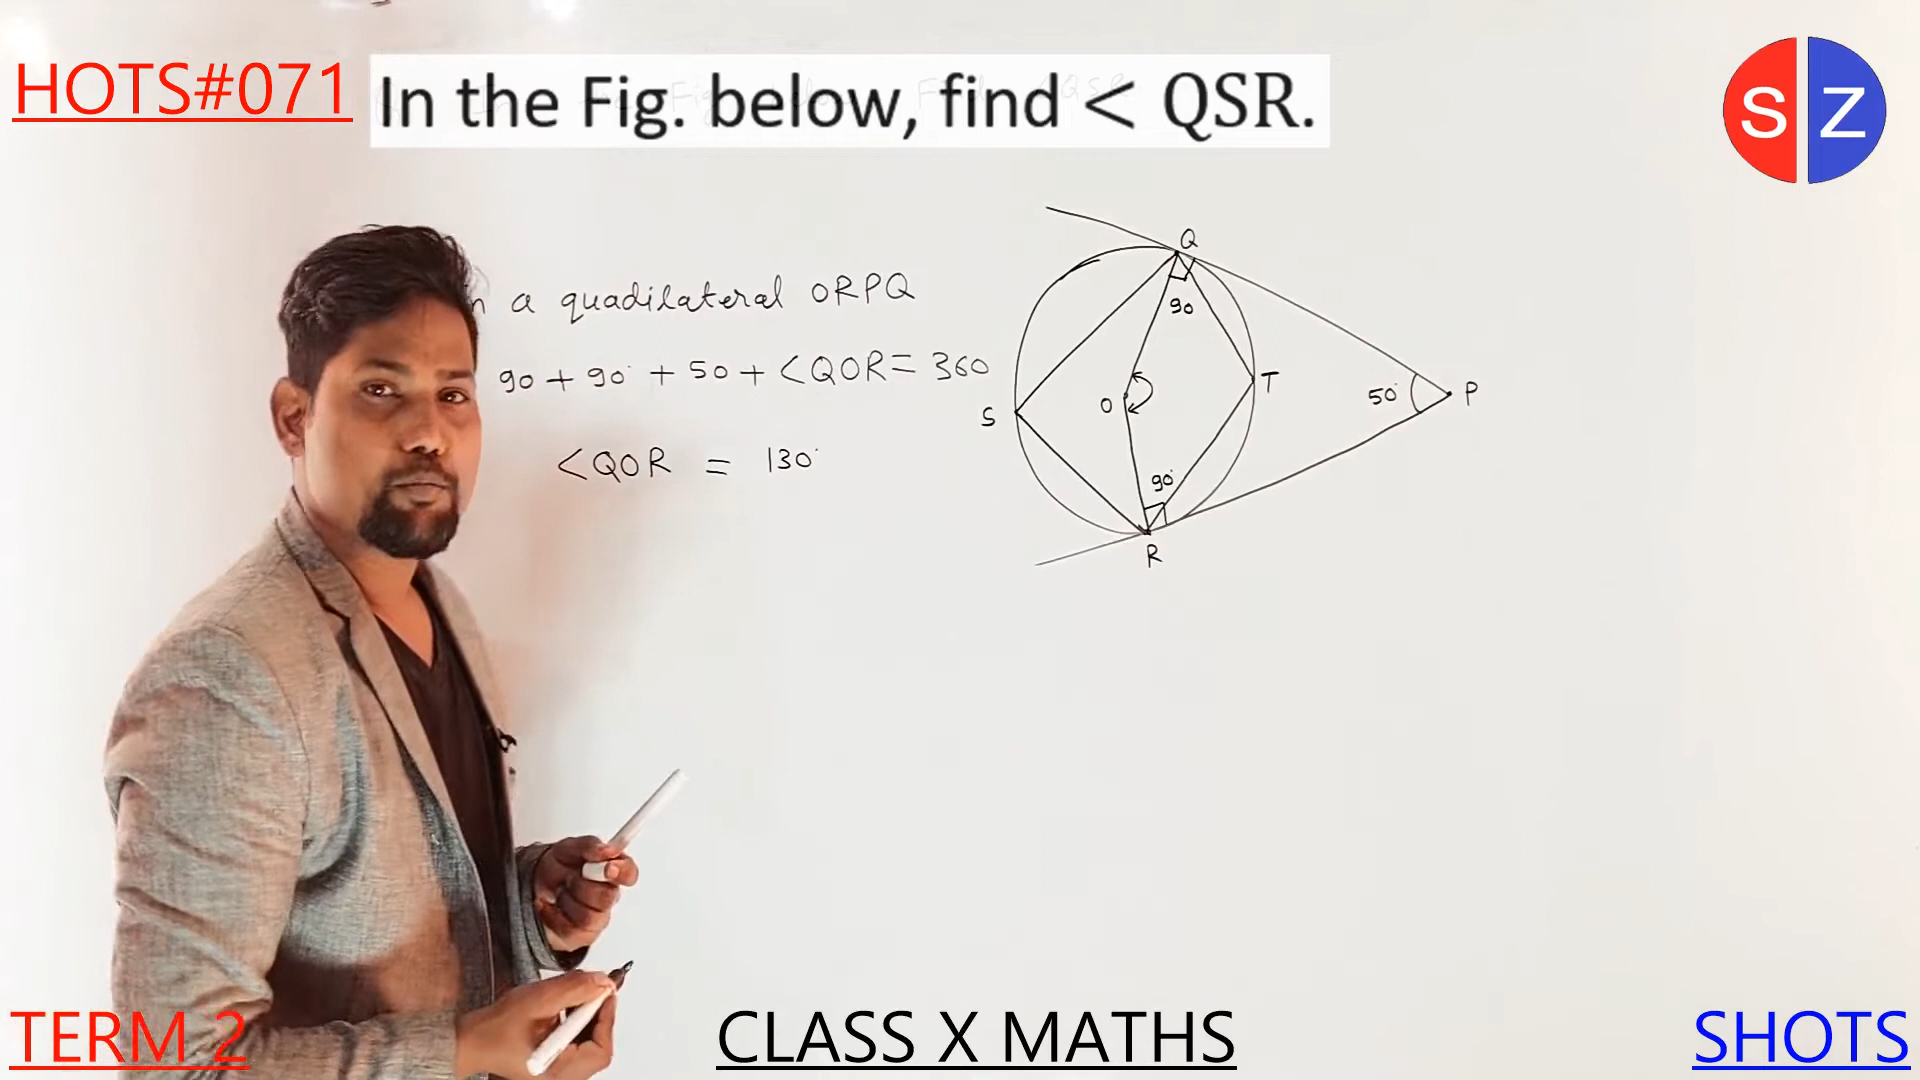 HOTS#071
In the Fig. below, find < QSR.
S Z
a quadilateral ORPQ
90 + 90° + 50 + <QOR = 360
<QOR = 130°
Q
90
T
50° P
O
S
90°
R
TERM 2
CLASS X MATHS
SHOTS